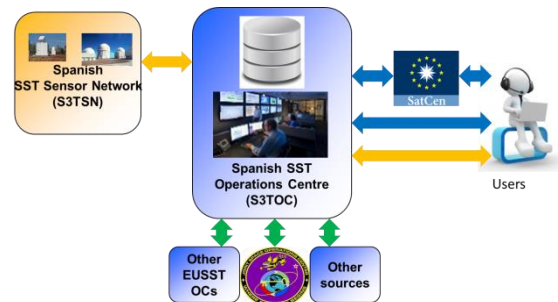 Spanish
SST Sensor Network
(S3TSN)
SatCen
Spanish SST
Operations Centre
(S3TOC)
Users
Other
EUSST
OCs
Other
sources